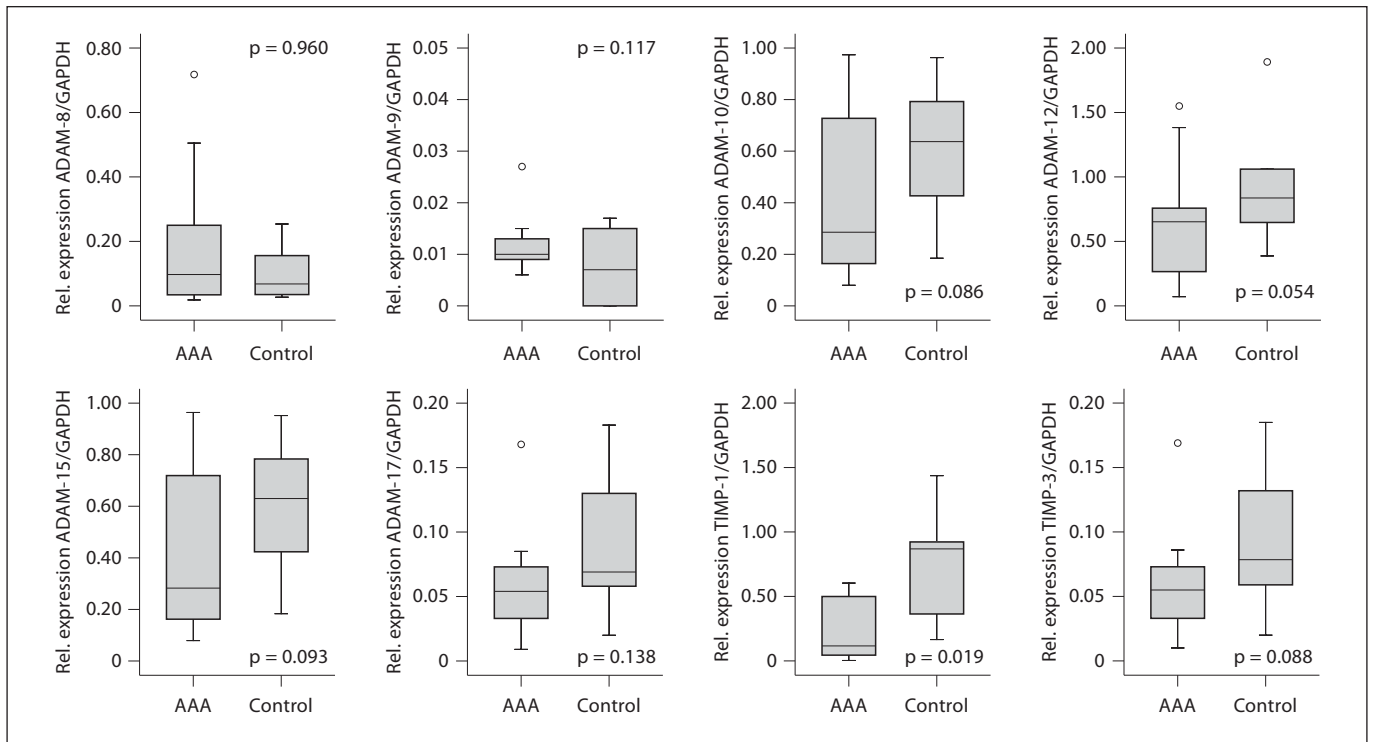 Rel. expression ADAM-8/GAPDH
0.80
0.60
0.40
0.20
0
p = 0.960
AAA
Control
Rel. expression ADAM-9/GAPDH
0.05
0.04
0.03
0.02
0.01
0
p = 0.117
AAA
Control
Rel. expression ADAM-10/GAPDH
1.00
0.80
0.60
0.40
0.20
0
p = 0.086
AAA
Control
Rel. expression ADAM-12/GAPDH
2.00
1.50
1.00
0.50
0
p = 0.054
AAA
Control
Rel. expression ADAM-15/GAPDH
1.00
0.80
0.60
0.40
0.20
0
p = 0.093
AAA
Control
Rel. expression ADAM-17/GAPDH
0.20
0.15
0.10
0.05
0
p = 0.138
AAA
Control
Rel. expression TIMP-1/GAPDH
2.00
1.50
1.00
0.50
0
p = 0.019
AAA
Control
Rel. expression TIMP-3/GAPDH
0.20
0.15
0.10
0.05
0
p = 0.088
AAA
Control